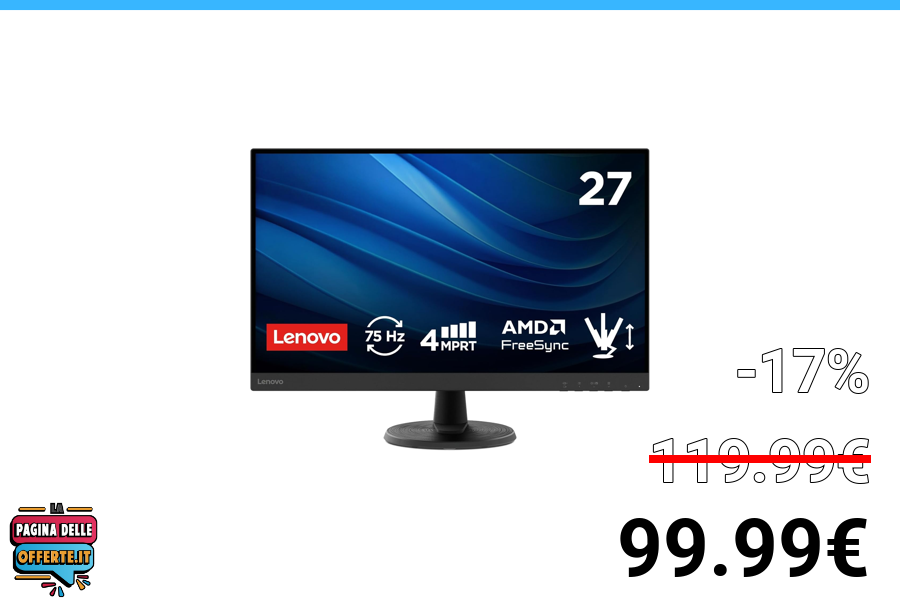 27
Lenovo
75 Hz
4 MPRT
AMD
FreeSync
Lenovo
-17%
119.99€
99.99€
LA
PAGINA DELLE
OFFERTE.IT